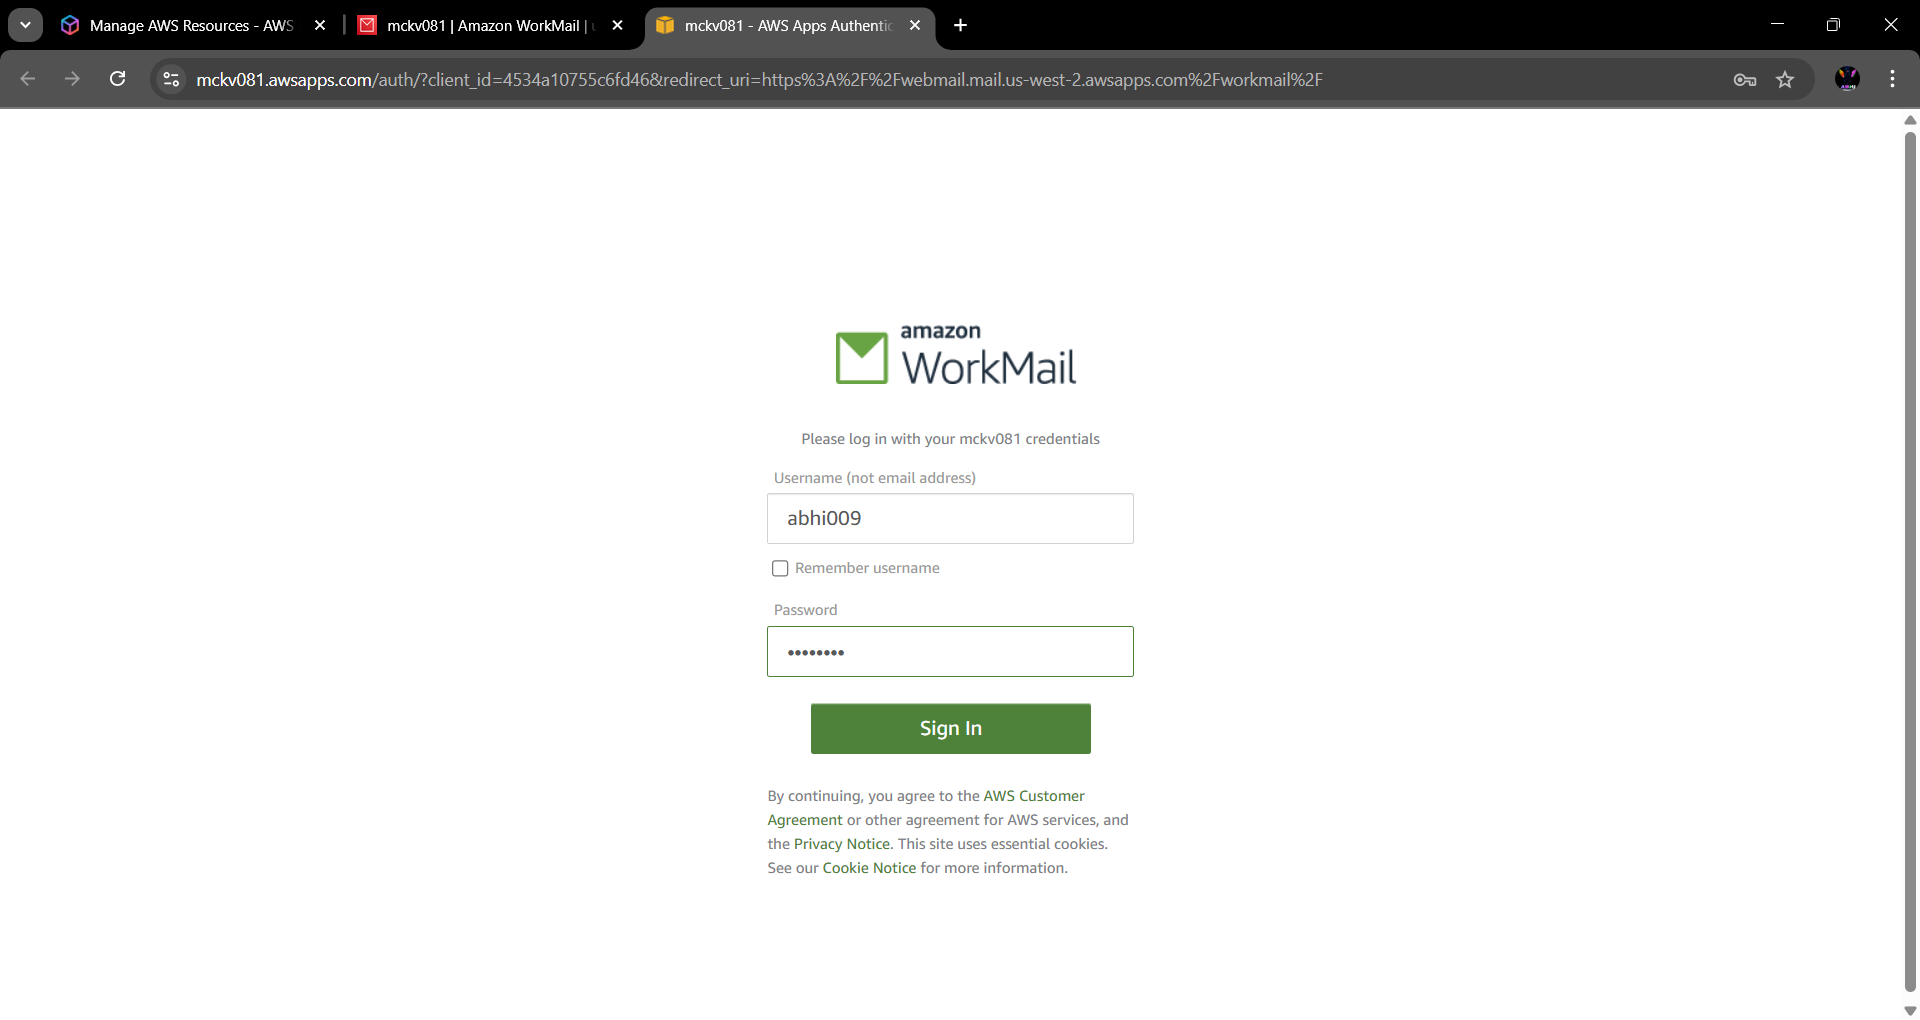 Manage AWS Resources - AWS
mckv081 | Amazon WorkMail |
mckv081 - AWS Apps Authentic
mckv081.awsapps.com/auth/?client_id=4534a10755c6fd46&redirect_uri=https%3A%2F%2Fwebmail.mail.us-west-2.awsapps.com%2Fworkmail%2F
amazon
WorkMail
Please log in with your mckv081 credentials
Username (not email address)
abhi009
Remember username
Password
••••••••
Sign In
By continuing, you agree to the AWS Customer
Agreement or other agreement for AWS services, and
the Privacy Notice. This site uses essential cookies.
See our Cookie Notice for more information.